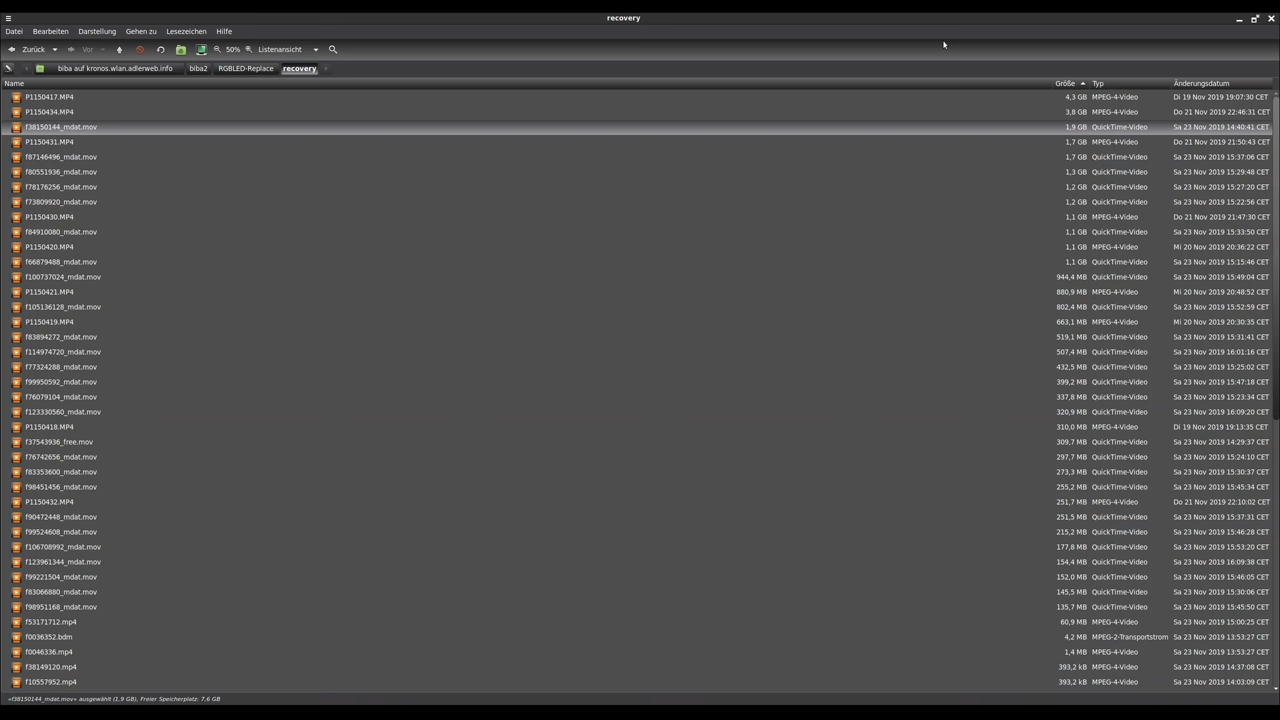 recovery
Datei Bearbeiten Darstellung Gehen zu Lesezeichen Hilfe
Zurück Vor 50% Listenansicht
biba auf kronos.wlan.adlerweb.info biba2 RGBLED-Replace recovery
Name Größe Typ Änderungsdatum
P1150417.MP4 4,3 GB MPEG-4-Video Di 19 Nov 2019 19:07:30 CET
P1150434.MP4 3,8 GB MPEG-4-Video Do 21 Nov 2019 22:46:31 CET
f38150144_mdat.mov 1,9 GB QuickTime-Video Sa 23 Nov 2019 14:40:41 CET
P1150431.MP4 1,7 GB MPEG-4-Video Do 21 Nov 2019 21:50:43 CET
f87146496_mdat.mov 1,7 GB QuickTime-Video Sa 23 Nov 2019 15:37:06 CET
f80551936_mdat.mov 1,3 GB QuickTime-Video Sa 23 Nov 2019 15:29:48 CET
f78176256_mdat.mov 1,2 GB QuickTime-Video Sa 23 Nov 2019 15:27:20 CET
f73809920_mdat.mov 1,2 GB QuickTime-Video Sa 23 Nov 2019 15:22:56 CET
P1150430.MP4 1,1 GB MPEG-4-Video Do 21 Nov 2019 21:47:30 CET
f84910080_mdat.mov 1,1 GB QuickTime-Video Sa 23 Nov 2019 15:33:50 CET
P1150420.MP4 1,1 GB MPEG-4-Video Mi 20 Nov 2019 20:36:22 CET
f66879488_mdat.mov 1,1 GB QuickTime-Video Sa 23 Nov 2019 15:15:46 CET
f100737024_mdat.mov 944,4 MB QuickTime-Video Sa 23 Nov 2019 15:49:04 CET
P1150421.MP4 880,9 MB MPEG-4-Video Mi 20 Nov 2019 20:48:52 CET
f105136128_mdat.mov 802,4 MB QuickTime-Video Sa 23 Nov 2019 15:52:59 CET
P1150419.MP4 663,1 MB MPEG-4-Video Mi 20 Nov 2019 20:30:35 CET
f83894272_mdat.mov 519,1 MB QuickTime-Video Sa 23 Nov 2019 15:31:41 CET
f114974720_mdat.mov 507,4 MB QuickTime-Video Sa 23 Nov 2019 16:01:16 CET
f77324288_mdat.mov 432,5 MB QuickTime-Video Sa 23 Nov 2019 15:25:02 CET
f99950592_mdat.mov 399,2 MB QuickTime-Video Sa 23 Nov 2019 15:47:18 CET
f76079104_mdat.mov 337,8 MB QuickTime-Video Sa 23 Nov 2019 15:23:34 CET
f123330560_mdat.mov 320,9 MB QuickTime-Video Sa 23 Nov 2019 16:09:20 CET
P1150418.MP4 310,0 MB MPEG-4-Video Di 19 Nov 2019 19:13:35 CET
f37543936_free.mov 309,7 MB QuickTime-Video Sa 23 Nov 2019 14:29:37 CET
f76742656_mdat.mov 297,7 MB QuickTime-Video Sa 23 Nov 2019 15:24:10 CET
f83353600_mdat.mov 273,3 MB QuickTime-Video Sa 23 Nov 2019 15:30:37 CET
f98451456_mdat.mov 255,2 MB QuickTime-Video Sa 23 Nov 2019 15:45:34 CET
P1150432.MP4 251,7 MB MPEG-4-Video Do 21 Nov 2019 22:10:02 CET
f90472448_mdat.mov 251,5 MB QuickTime-Video Sa 23 Nov 2019 15:37:31 CET
f99524608_mdat.mov 215,2 MB QuickTime-Video Sa 23 Nov 2019 15:46:28 CET
f106708992_mdat.mov 177,8 MB QuickTime-Video Sa 23 Nov 2019 15:53:20 CET
f123961344_mdat.mov 154,4 MB QuickTime-Video Sa 23 Nov 2019 16:09:38 CET
f99221504_mdat.mov 152,0 MB QuickTime-Video Sa 23 Nov 2019 15:46:05 CET
f83066880_mdat.mov 145,5 MB QuickTime-Video Sa 23 Nov 2019 15:30:06 CET
f98951168_mdat.mov 135,7 MB QuickTime-Video Sa 23 Nov 2019 15:45:50 CET
f53171712.mp4 60,9 MB MPEG-4-Video Sa 23 Nov 2019 15:00:25 CET
f0036352.bdm 4,2 MB MPEG-2-Transportstrom Sa 23 Nov 2019 13:53:27 CET
f0046336.mp4 1,4 MB MPEG-4-Video Sa 23 Nov 2019 13:53:27 CET
f38149120.mp4 393,2 kB MPEG-4-Video Sa 23 Nov 2019 14:37:08 CET
f10557952.mp4 393,2 kB MPEG-4-Video Sa 23 Nov 2019 14:03:09 CET
«f38150144_mdat.mov» ausgewählt (1,9 GB), Freier Speicherplatz: 7,6 GB